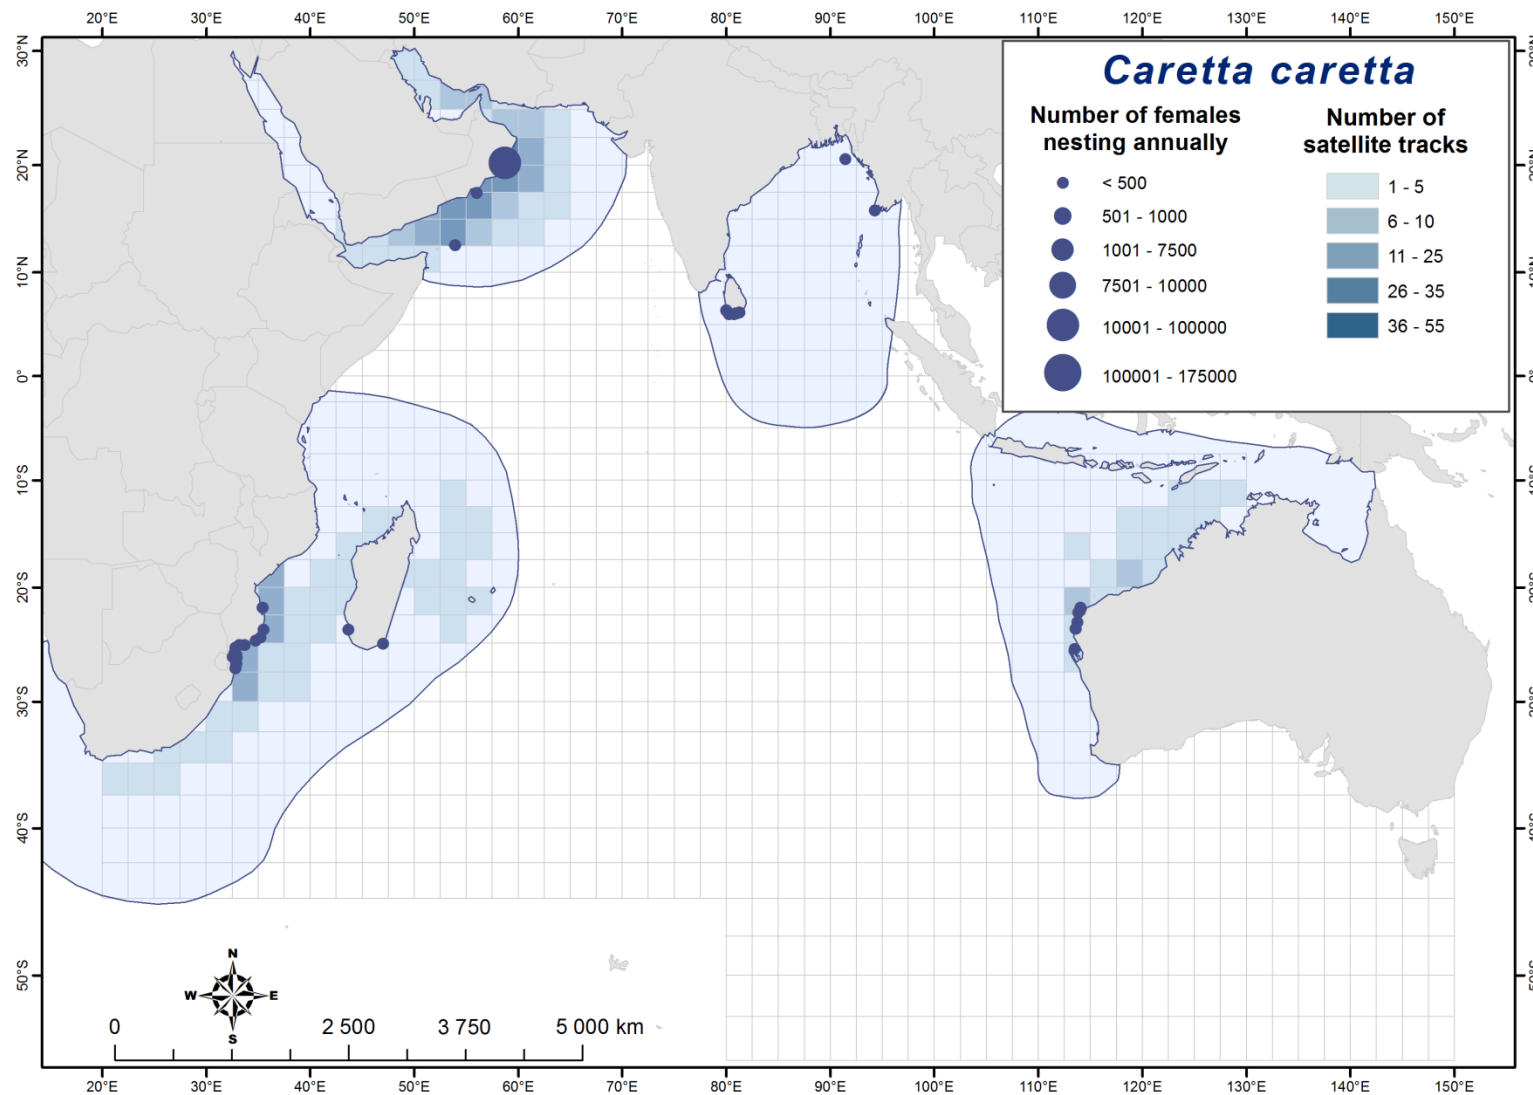 20°E 30°E 40°E 50°E 60°E 70°E 80°E 90°E 100°E 110°E 120°E 130°E 140°E 150°E
Caretta caretta
Number of females
nesting annually
< 500
501 - 1000
1001 - 7500
7501 - 10000
10001 - 100000
100001 - 175000
Number of
satellite tracks
1 - 5
6 - 10
11 - 25
26 - 35
36 - 55
30°N
20°N
10°N
0°
10°S
20°S
30°S
40°S
50°S
N
W E
S
0 2 500 3 750 5 000 km
20°E 30°E 40°E 50°E 60°E 70°E 80°E 90°E 100°E 110°E 120°E 130°E 140°E 150°E